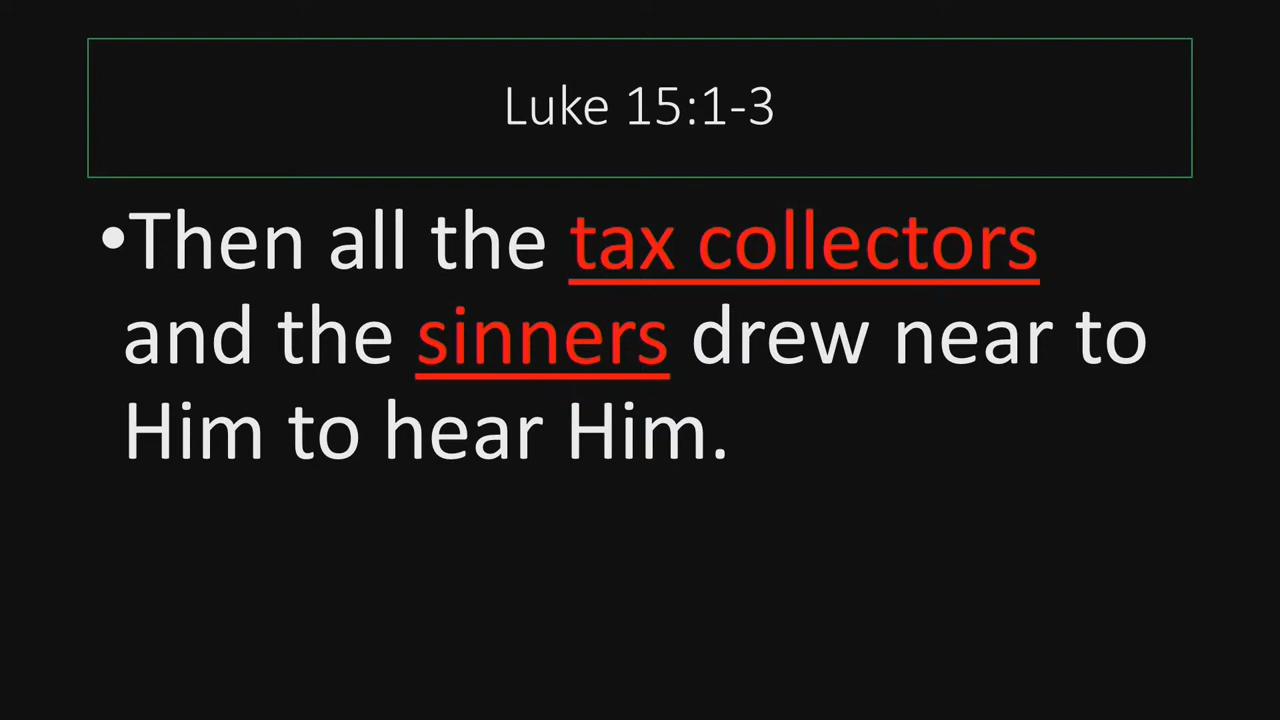 Luke 15:1-3
•Then all the tax collectors
and the sinners drew near to
Him to hear Him.